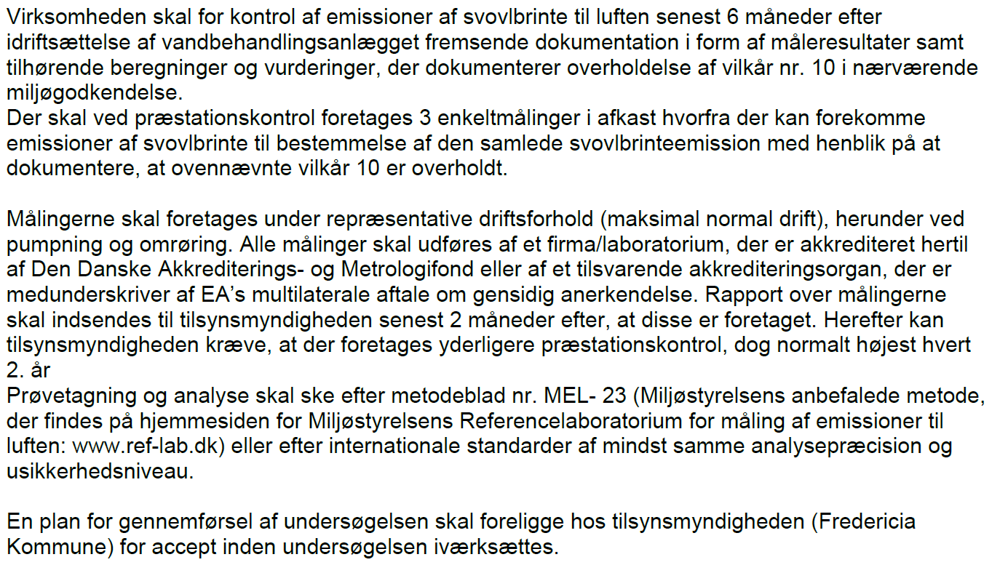 Virksomheden skal for kontrol af emissioner af svovlbrinte til luften senest 6 måneder efter
idriftsættelse af vandbehandlingsanlægget fremsende dokumentation i form af måleresultater samt
tilhørende beregninger og vurderinger, der dokumenterer overholdelse af vilkår nr. 10 i nærværende
miljøgodkendelse.
Der skal ved præstationskontrol foretages 3 enkeltmålinger i afkast hvorfra der kan forekomme
emissioner af svovlbrinte til bestemmelse af den samlede svovlbrinteemission med henblik på at
dokumentere, at ovennævnte vilkår 10 er overholdt.

Målingerne skal foretages under repræsentative driftsforhold (maksimal normal drift), herunder ved
pumpning og omrøring. Alle målinger skal udføres af et firma/laboratorium, der er akkrediteret hertil
af Den Danske Akkrediterings- og Metrologifond eller af et tilsvarende akkrediteringsorgan, der er
medunderskriver af EA’s multilaterale aftale om gensidig anerkendelse. Rapport over målingerne
skal indsendes til tilsynsmyndigheden senest 2 måneder efter, at disse er foretaget. Herefter kan
tilsynsmyndigheden kræve, at der foretages yderligere præstationskontrol, dog normalt højest hvert
2. år
Prøvetagning og analyse skal ske efter metodeblad nr. MEL- 23 (Miljøstyrelsens anbefalede metode,
der findes på hjemmesiden for Miljøstyrelsens Referencelaboratorium for måling af emissioner til
luften: www.ref-lab.dk) eller efter internationale standarder af mindst samme analysepræcision og
usikkerhedsniveau.

En plan for gennemførsel af undersøgelsen skal foreligge hos tilsynsmyndigheden (Fredericia
Kommune) for accept inden undersøgelsen iværksættes.